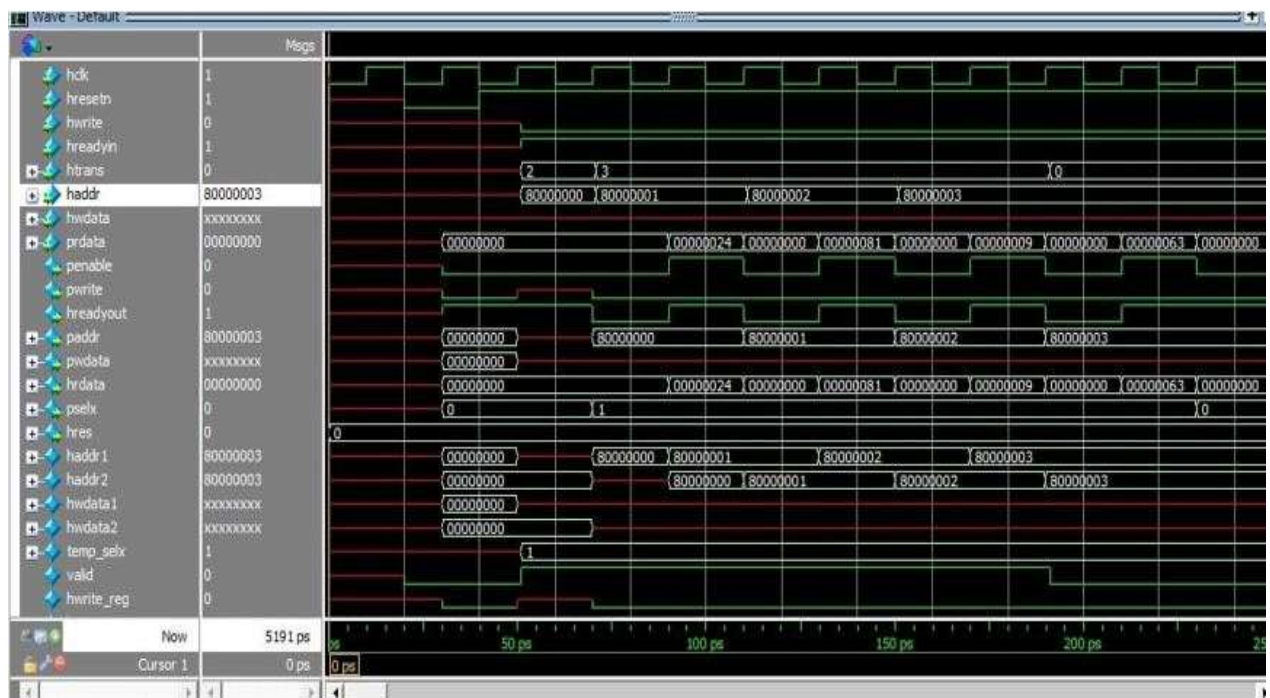 Wave - Default
Msgs
hclk 1
hresetn 1
hwrite 0
hreadyin 1
htrans 0 2 3 0
haddr 80000003 80000000 80000001 80000002 80000003
hwdata xxxxxxxx
prdata 00000000 00000000 00000024 00000000 00000081 00000000 00000009 00000000 00000063 00000000
penable 0
pwrite 0
hreadyout 1
paddr 80000003 00000000 80000000 80000001 80000002 80000003
pwdata xxxxxxxx 00000000
hrdata 00000000 00000000 00000024 00000000 00000081 00000000 00000009 00000000 00000063 00000000
pselx 0 0 1 0
hres 0 0
haddr1 80000003 00000000 80000000 80000001 80000002 80000003
haddr2 80000003 00000000 80000000 80000001 80000002 80000003
hwdata1 xxxxxxxx 00000000
hwdata2 xxxxxxxx 00000000
temp_selx 1 1
valid 0
hwrite_reg 0
Now 5191 ps ps 50 ps 100 ps 150 ps 200 ps 25
Cursor 1 0 ps 0 ps